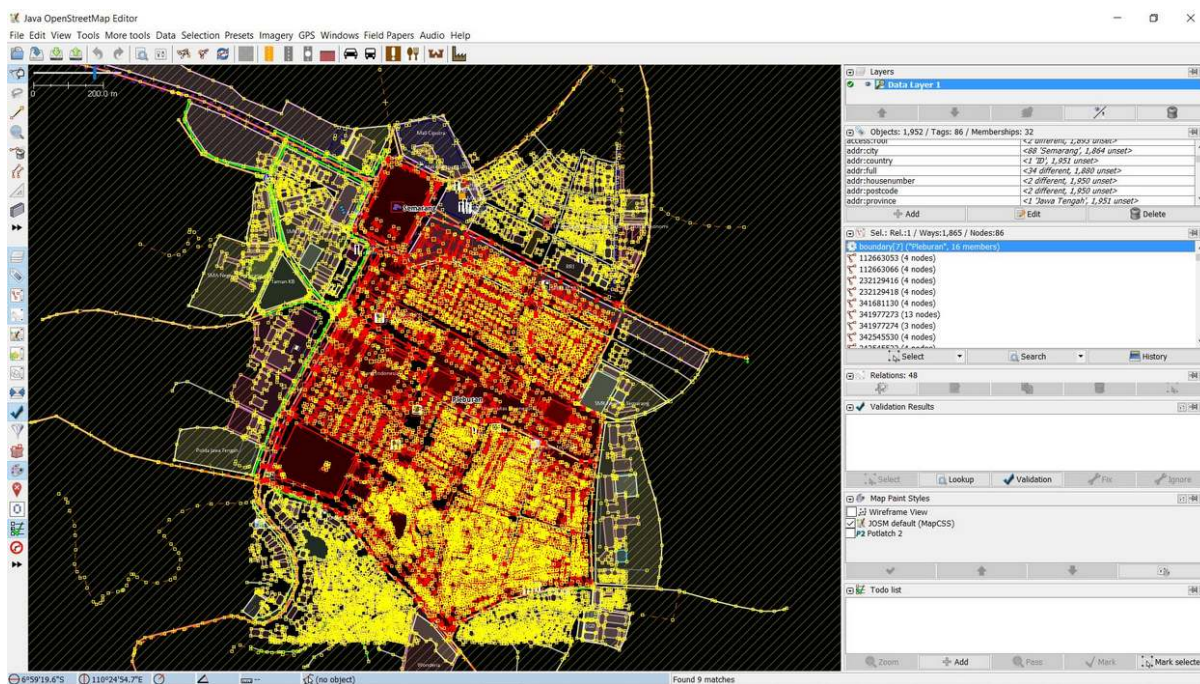 Java OpenStreetMap Editor
File Edit View Tools More tools Data Selection Presets Imagery GPS Windows Field Papers Audio Help
0 200.0 m
Mall Ciputra
Semarang
Taman KB
Pleburan
Polda Jawa Tengah
Wonderia
Layers
Data Layer 1
Objects: 1,952 / Tags: 86 / Memberships: 32
addr:city <88 'Semarang', 1,864 unset>
addr:country <1 'ID', 1,951 unset>
addr:full <34 different, 1,880 unset>
addr:housenumber <2 different, 1,950 unset>
addr:postcode <2 different, 1,950 unset>
addr:province <1 'Jawa Tengah', 1,951 unset>
Add Edit Delete
Sel.: Rel.:1 / Ways:1,865 / Nodes:86
boundary[7] ("Pleburan", 16 members)
112663053 (4 nodes)
112663066 (4 nodes)
232129416 (4 nodes)
232129418 (4 nodes)
341681130 (4 nodes)
341977273 (13 nodes)
341977274 (3 nodes)
342545530 (4 nodes)
Select Search History
Relations: 48
Validation Results
Select Lookup Validation Fix Ignore
Map Paint Styles
Wireframe View
JOSM default (MapCSS)
Potlatch 2
Todo list
Zoom Add Pass Mark Mark selecte
6°59'19.6"S 110°24'54.7"E -- (no object) Found 9 matches